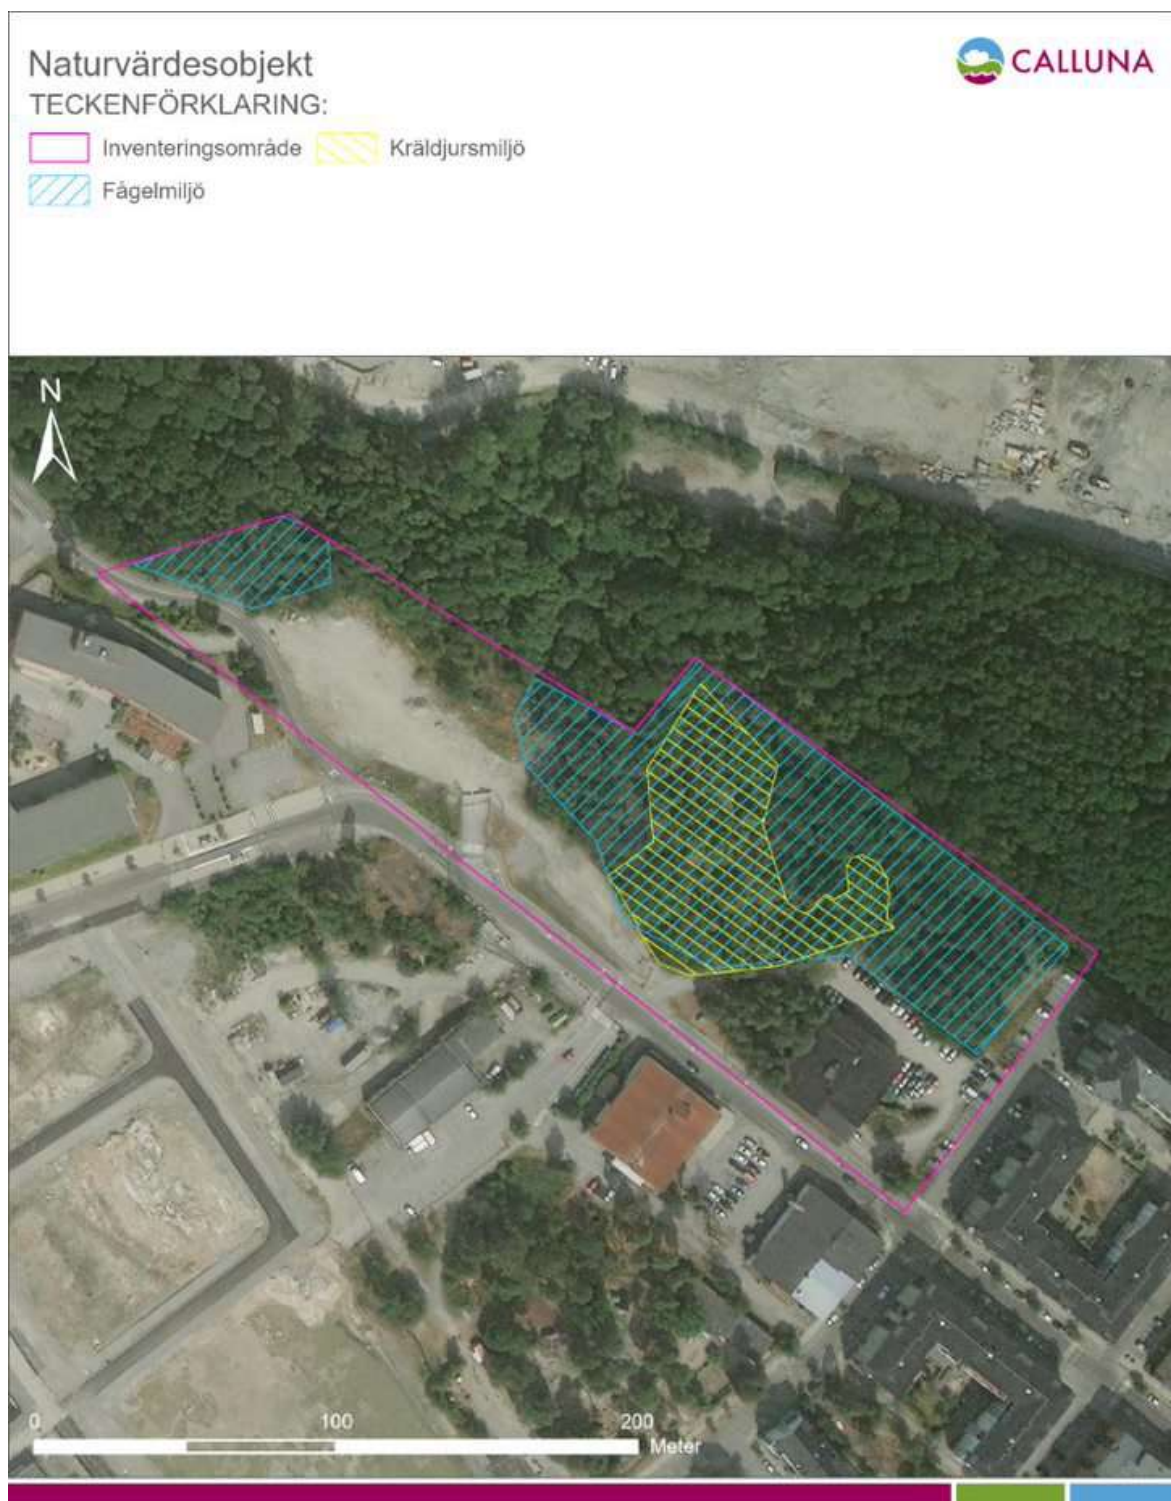 Naturvärdesobjekt
CALLUNA
TECKENFÖRKLARING:
Inventeringsområde
Kräldjursmiljö
Fågelmiljö
N
0
100
200
Meter